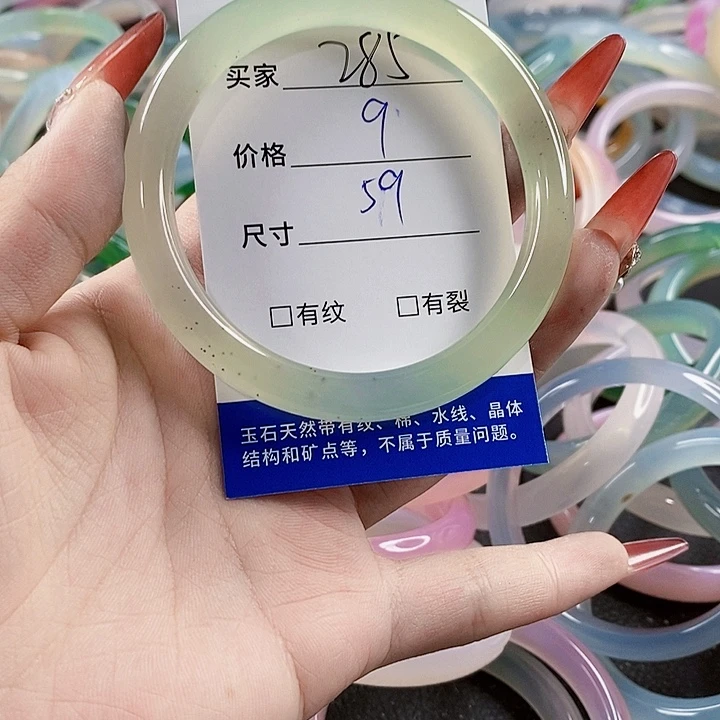 买家 285
价格 9
尺寸 59
□有纹 □有裂
玉石天然带有纹、棉、水线、晶体
结构和矿点等，不属于质量问题。